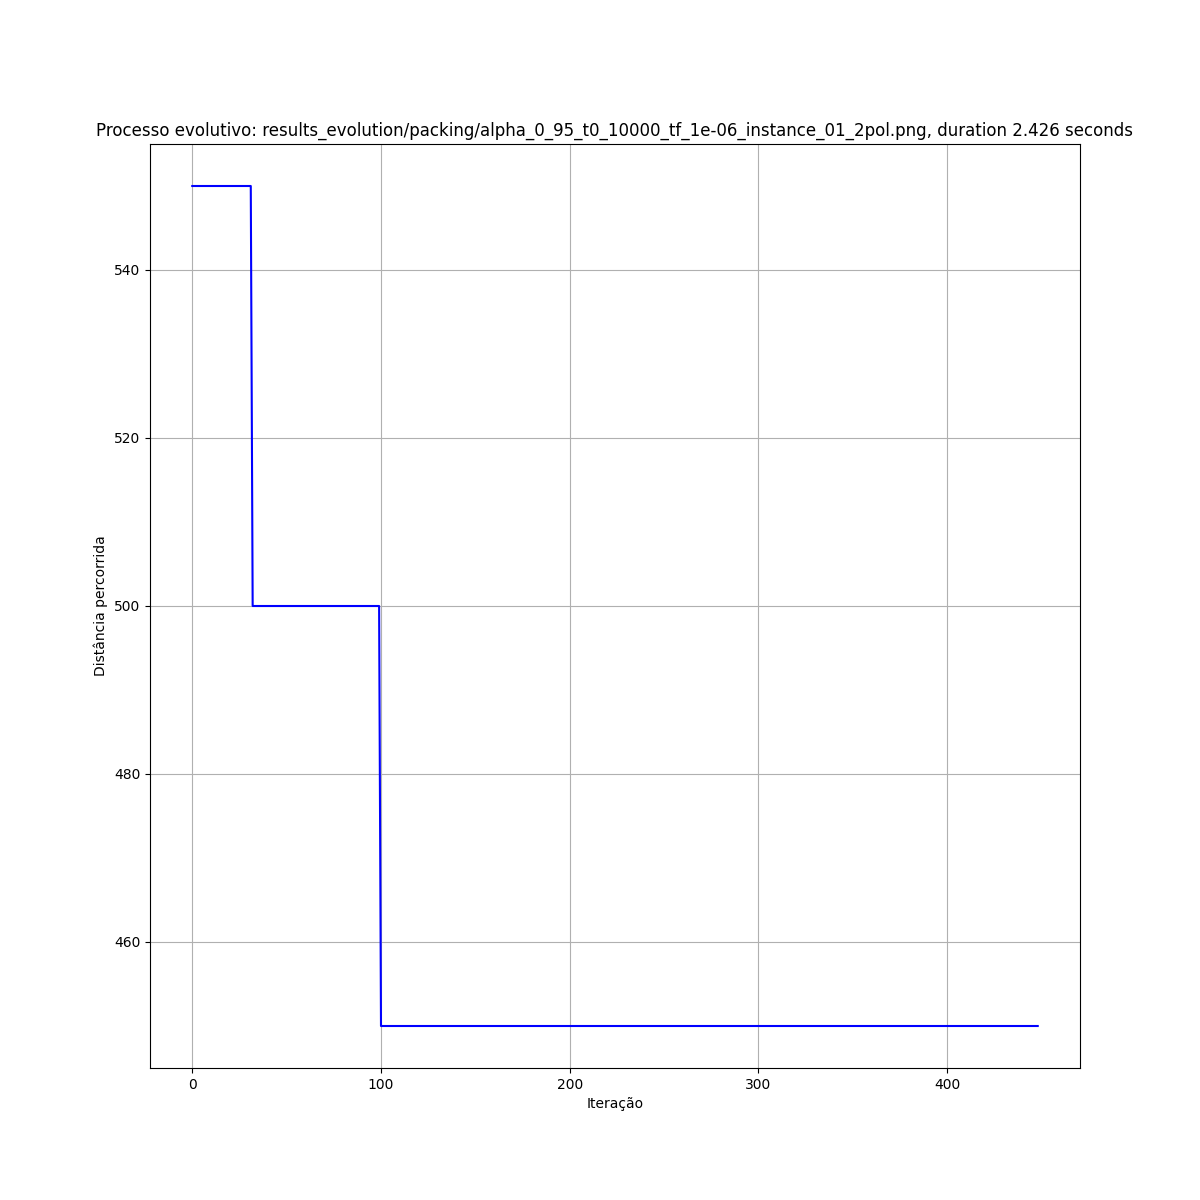 Processo evolutivo: results_evolution/packing/alpha_0_95_t0_10000_tf_1e-06_instance_01_2pol.png, duration 2.426 seconds
540
520
500
480
460
Distância percorrida
0 100 200 300 400
Iteração